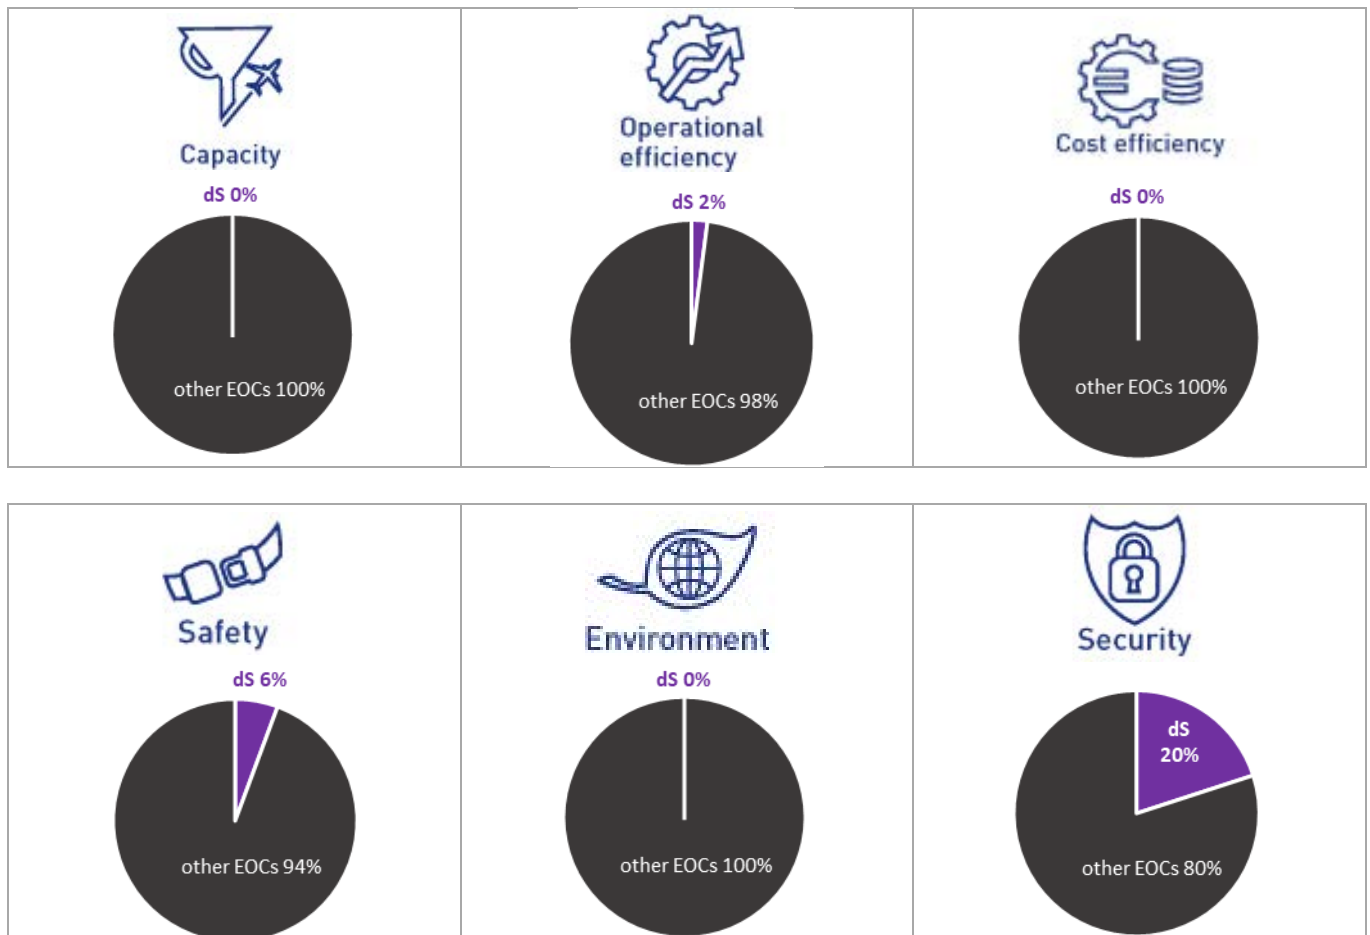 Capacity
dS 0%
other EOCs 100%
Operational
efficiency
dS 2%
other EOCs 98%
Cost efficiency
dS 0%
other EOCs 100%
Safety
dS 6%
other EOCs 94%
Environment
dS 0%
other EOCs 100%
Security
dS
20%
other EOCs 80%